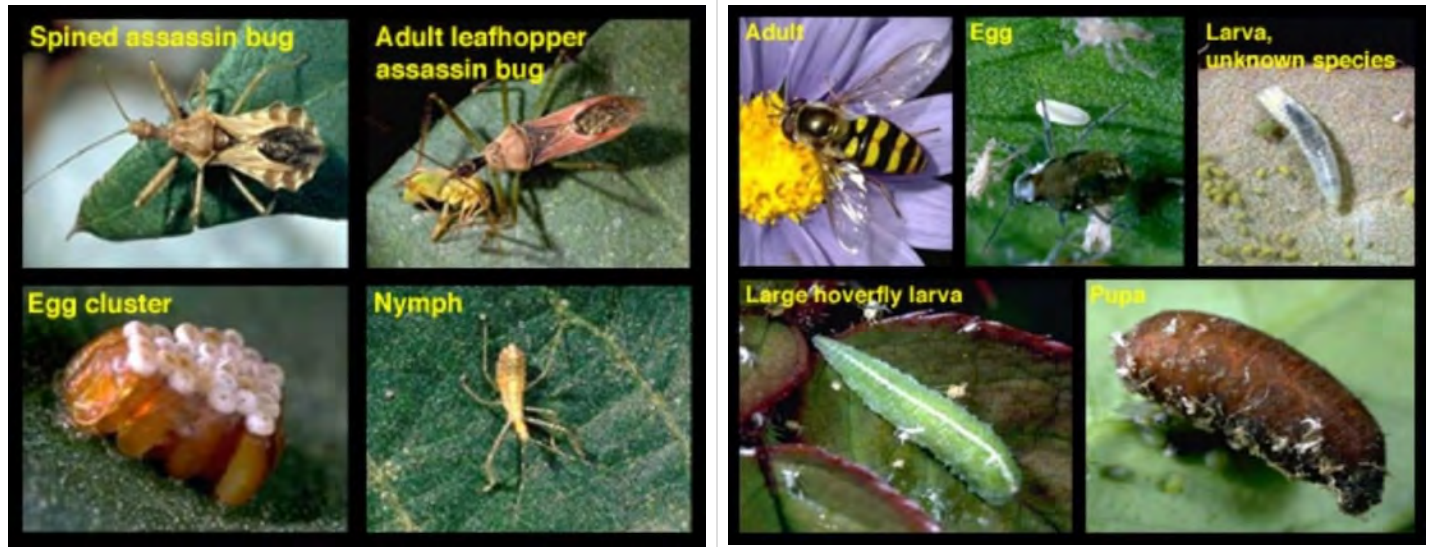 Spined assassin bug
Adult leafhopper
assassin bug
Egg cluster
Nymph
Adult
Egg
Larva,
unknown species
Large hoverfly larva
Pupa